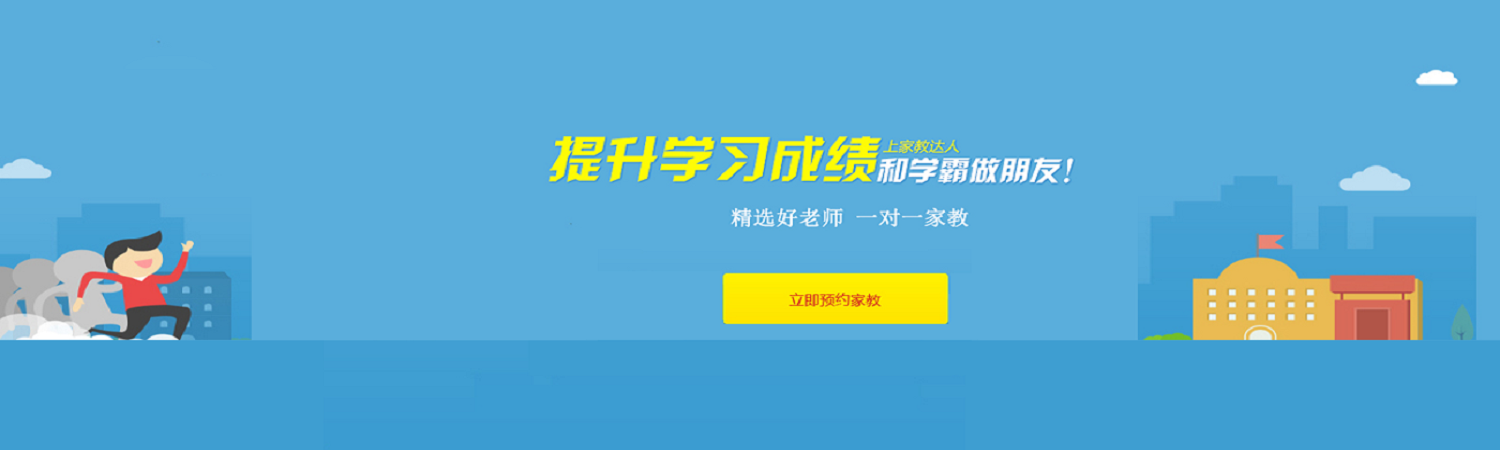 提升学习成绩
上家教达人
和学霸做朋友!
精选好老师 一对一家教
立即预约家教